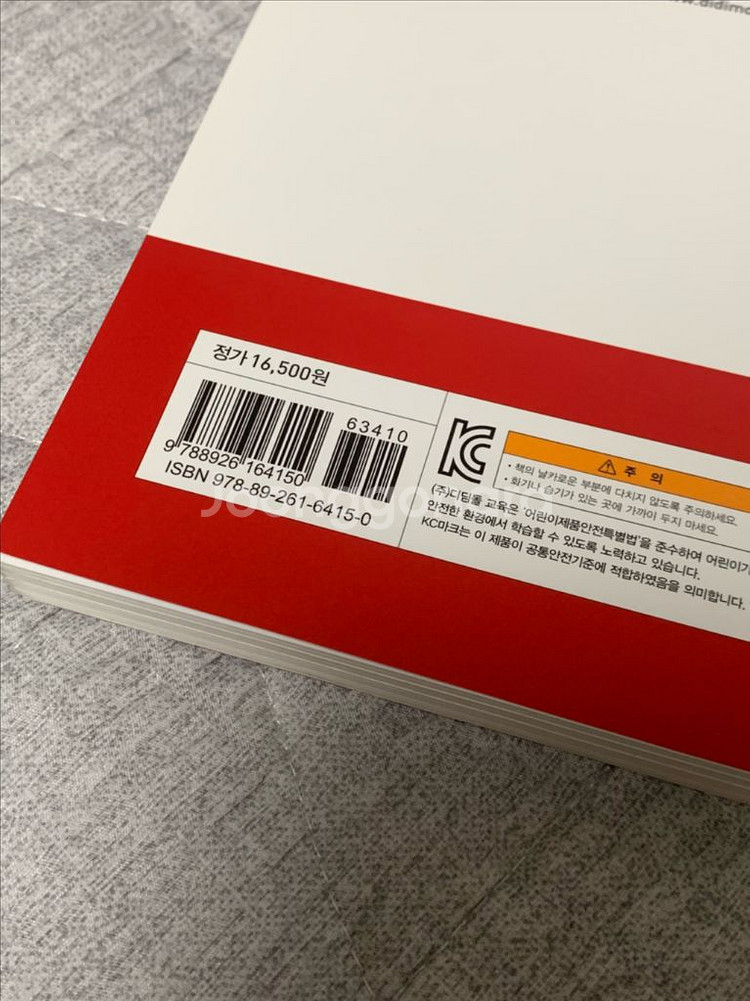 정가 16,500원
63410
9 788926 164150
ISBN 978-89-261-6415-0
KC
주 의
· 책의 날카로운 부분에 다치지 않도록 주의하세요.
· 화기나 습기가 있는 곳에 가까이 두지 마세요.
(주)디딤돌 교육은 '어린이제품안전특별법'을 준수하여 어린이가
안전한 환경에서 학습할 수 있도록 노력하고 있습니다.
KC마크는 이 제품이 공통안전기준에 적합하였음을 의미합니다.